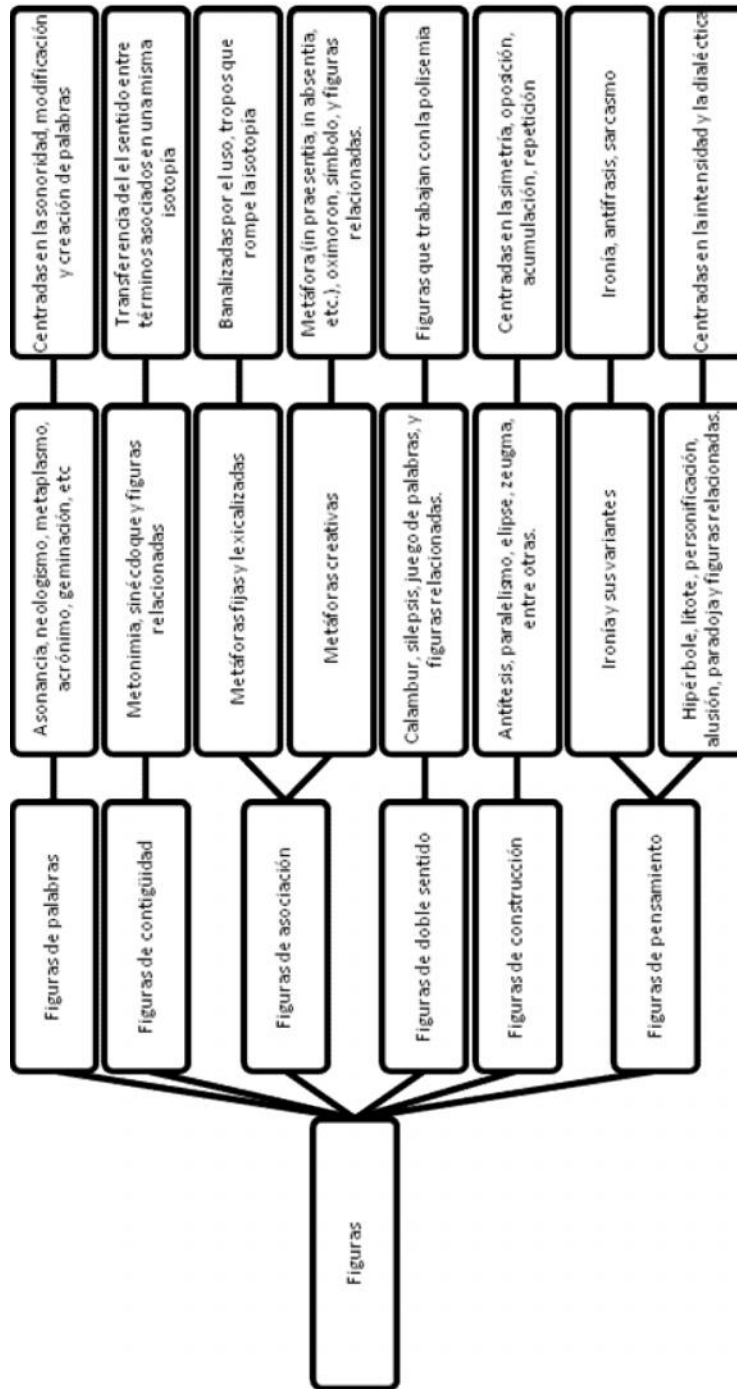 Figuras
Figuras de palabras
Asonancia, neologismo, metaplasmo,
acrónimo, geminación, etc
Centradas en la sonoridad, modificación
y creación de palabras
Figuras de contigüidad
Metonimia, sinécdoque y figuras
relacionadas
Transferencia del el sentido entre
términos asociados en una misma
isotopía
Figuras de asociación
Metáforas fijas y lexicalizadas
Banalizadas por el uso, tropos que
rompe la isotopía
Metáforas creativas
Metáfora (in praesentia, in absentia,
etc.), oxímoron, símbolo, y figuras
relacionadas.
Figuras de doble sentido
Calambur, silepsis, juego de palabras, y
figuras relacionadas.
Figuras que trabajan con la polisemia
Figuras de construcción
Antítesis, paralelismo, elipse, zeugma,
entre otras.
Centradas en la simetría, oposición,
acumulación, repetición
Figuras de pensamiento
Ironía y sus variantes
Ironía, antífrasis, sarcasmo
Hipérbole, lítote, personificación,
alusión, paradoja y figuras relacionadas.
Centradas en la intensidad y la dialéctica